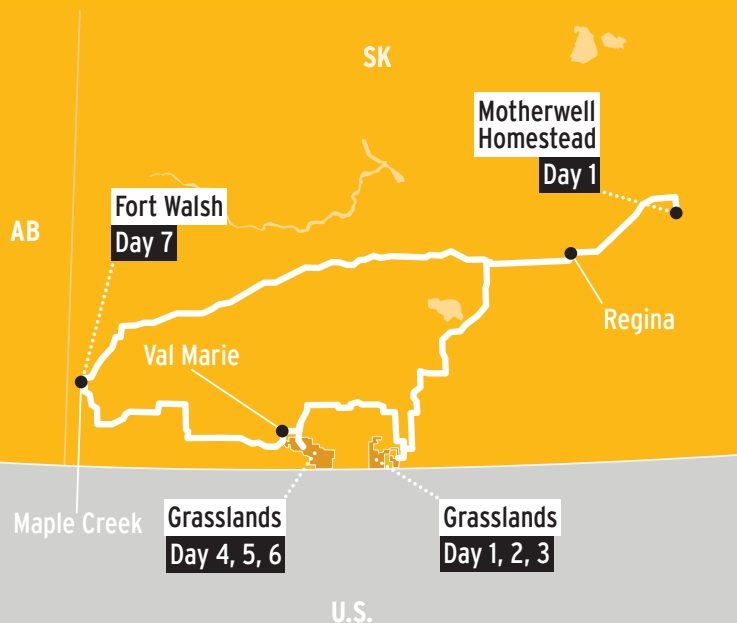 SK
Motherwell
Homestead
Day 1
Fort Walsh
Day 7
AB
Regina
Val Marie
Maple Creek
Grasslands
Day 4, 5, 6
Grasslands
Day 1, 2, 3
U.S.